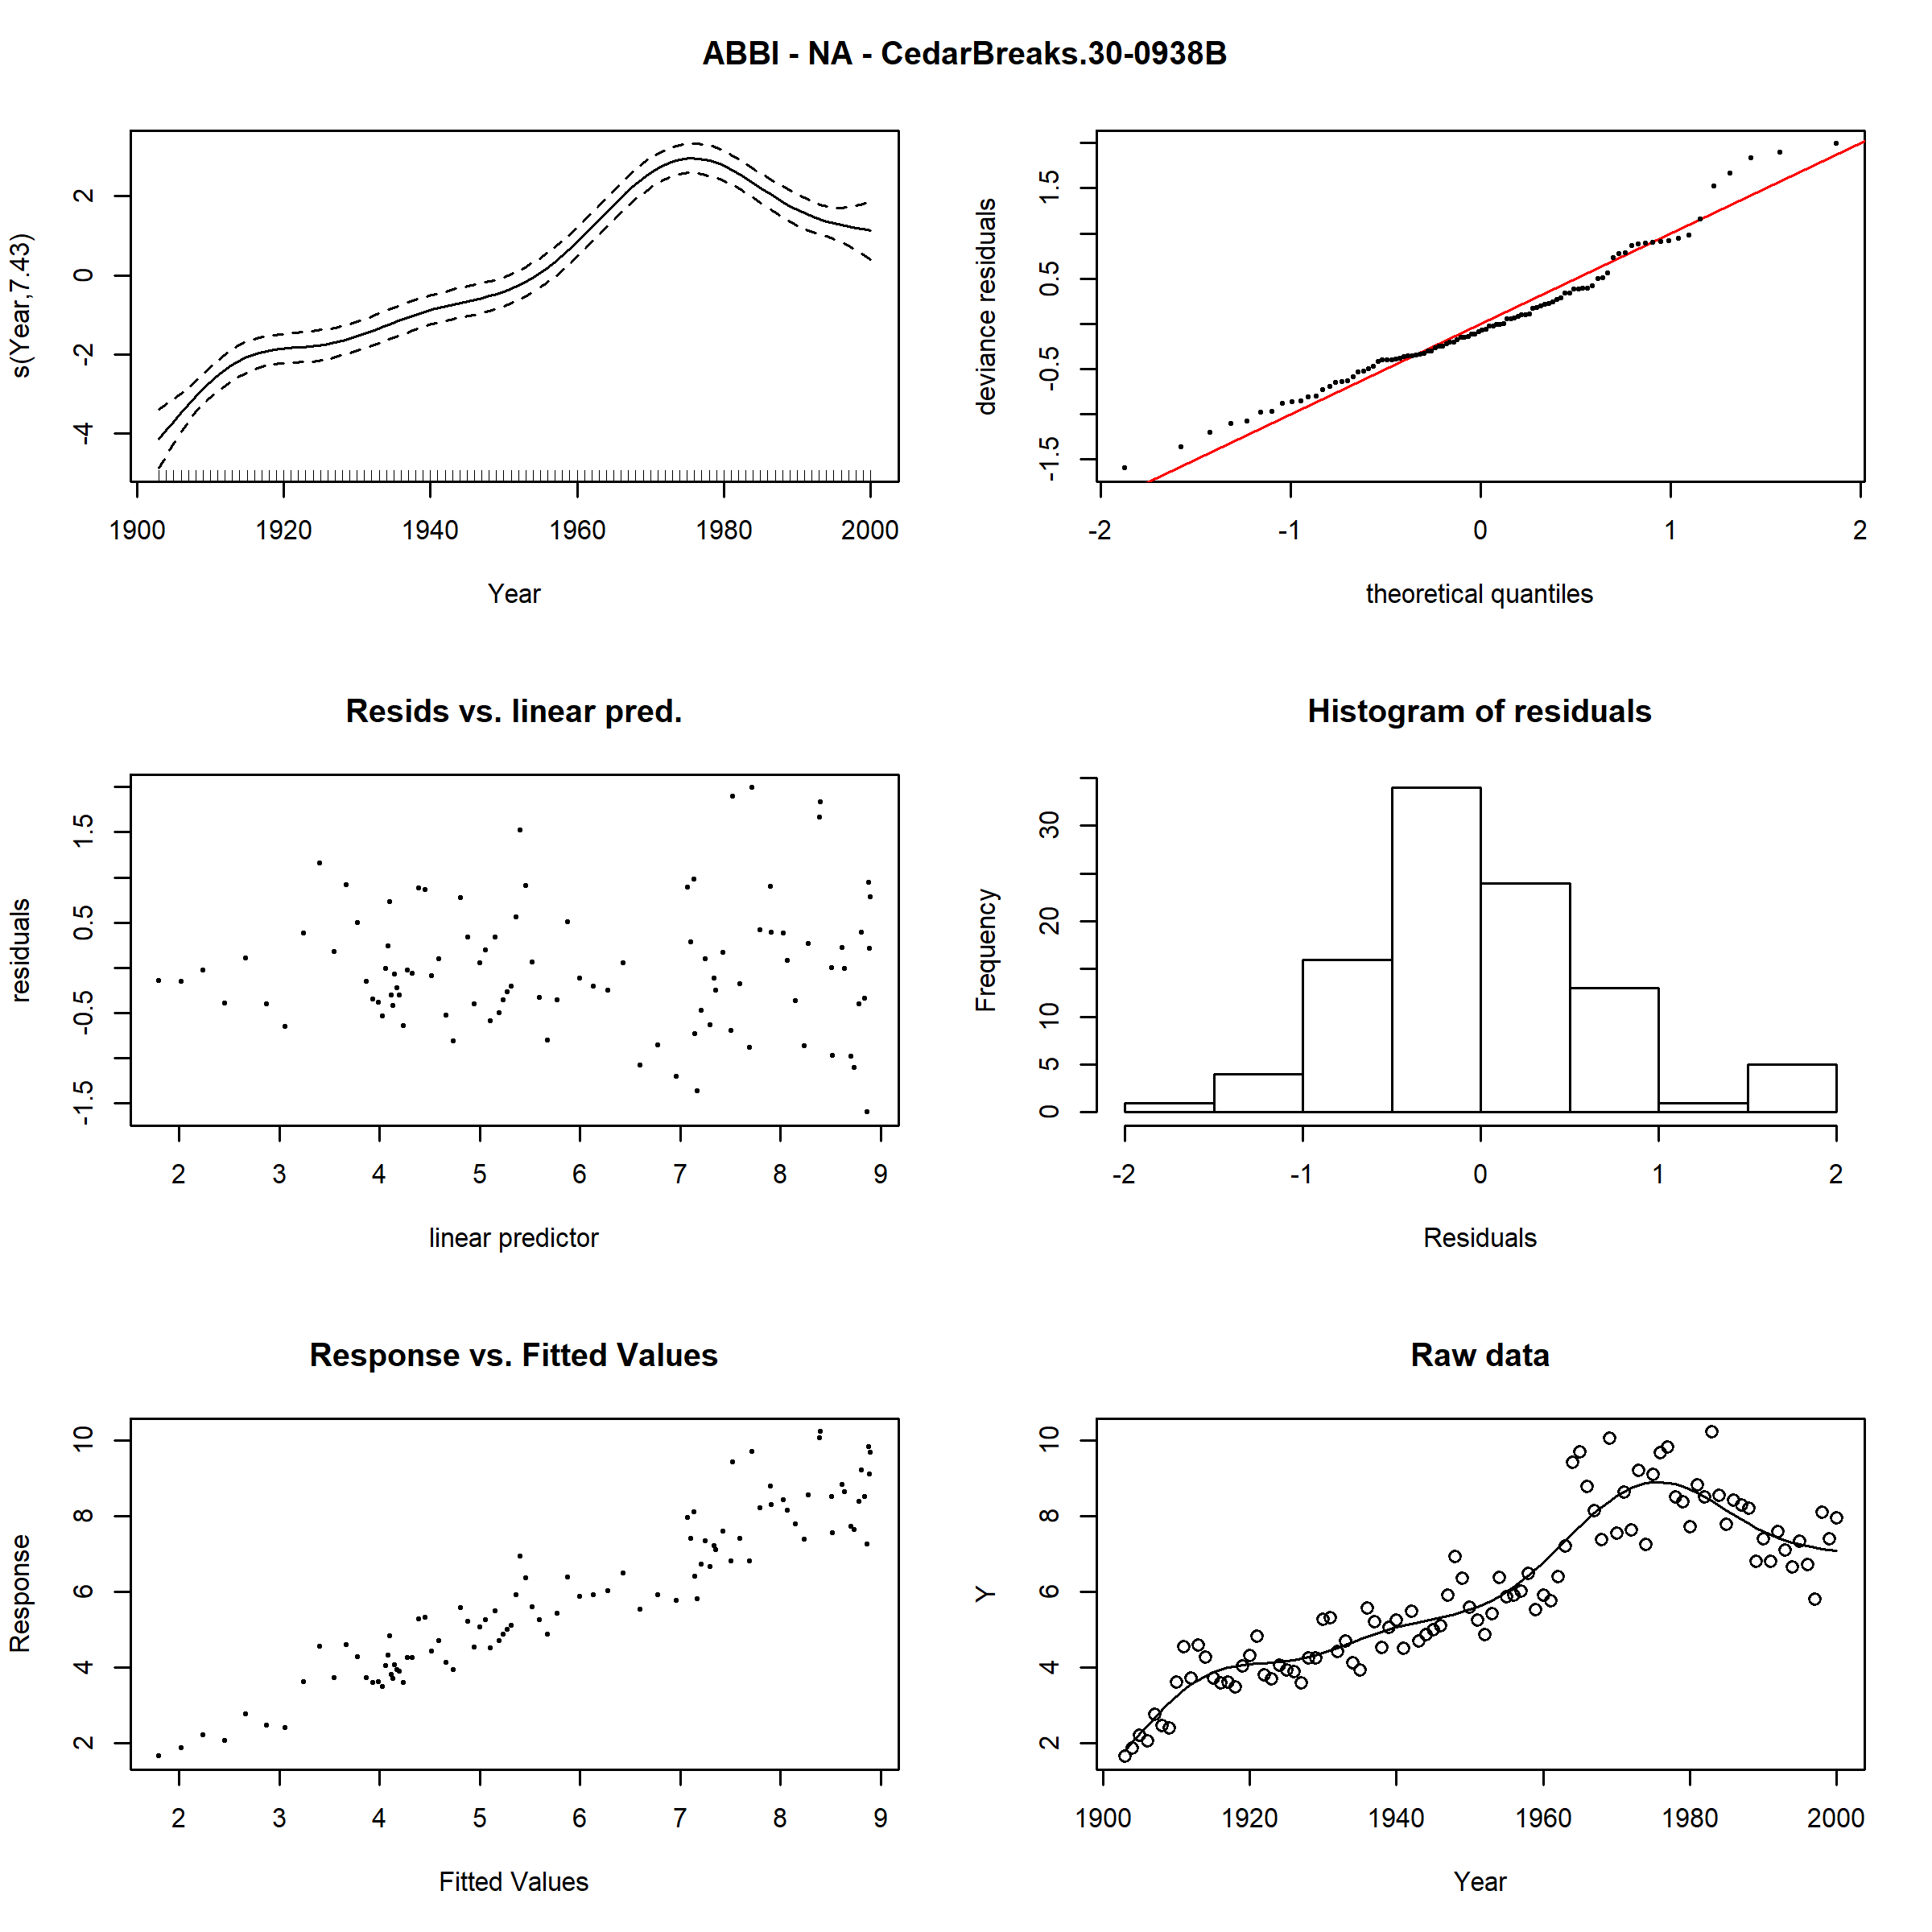 ABBI - NA - CedarBreaks.30-0938B
s(Year,7.43)
2
0
-2
-4
1900 1920 1940 1960 1980 2000
Year
deviance residuals
1.5
0.5
-0.5
-1.5
-2 -1 0 1 2
theoretical quantiles
Resids vs. linear pred.
residuals
1.5
0.5
-0.5
-1.5
2 3 4 5 6 7 8 9
linear predictor
Histogram of residuals
Frequency
30
20
10
5
0
-2 -1 0 1 2
Residuals
Response vs. Fitted Values
Response
10
8
6
4
2
2 3 4 5 6 7 8 9
Fitted Values
Raw data
Y
10
8
6
4
2
1900 1920 1940 1960 1980 2000
Year